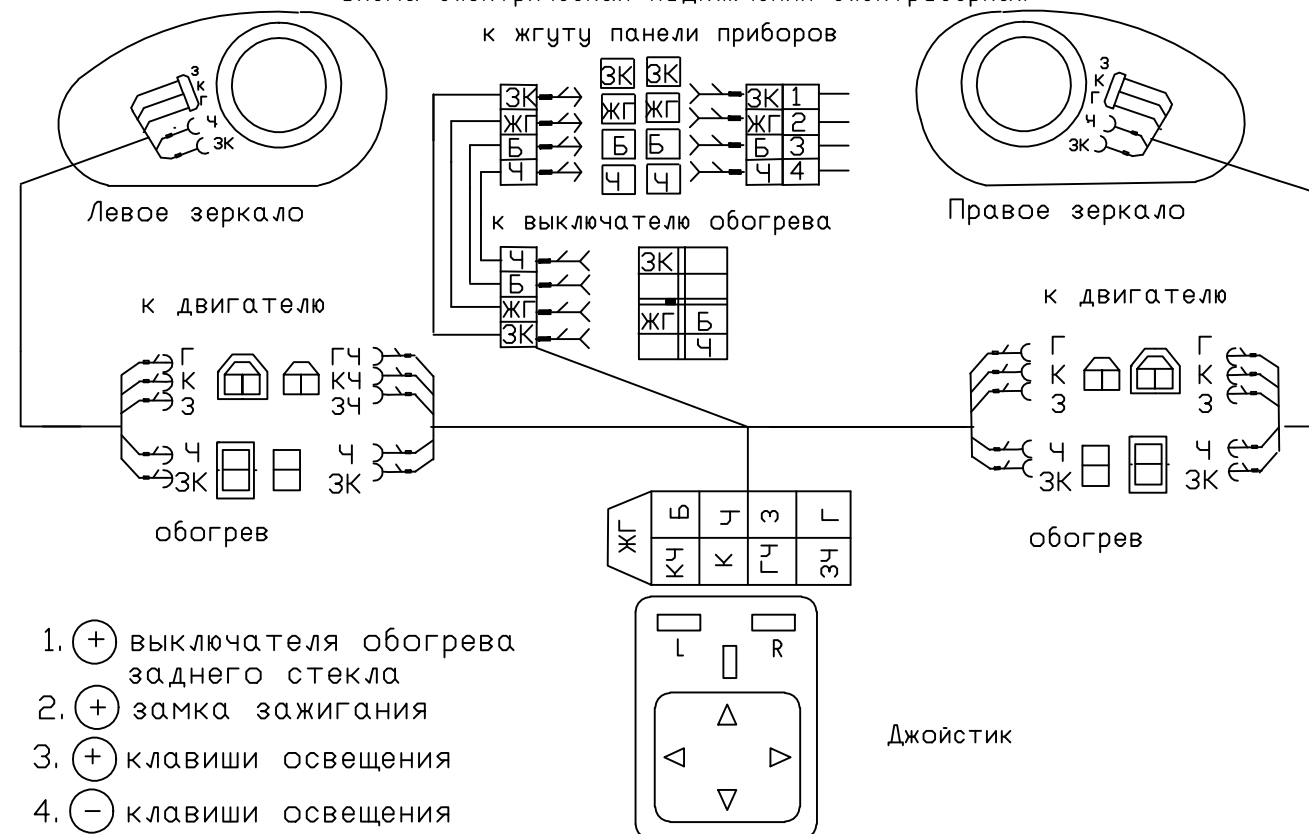 к жгуту панели приборов
З
К
Г
Ч
ЗК
ЗК
ЖГ
Б
Ч
ЗК ЗК
ЖГ ЖГ
Б Б
Ч Ч
ЗК 1
ЖГ 2
Б 3
Ч 4
З
К
Г
Ч
ЗК
Левое зеркало
Правое зеркало
к выключателю обогрева
Ч
Б
ЖГ
ЗК
ЗК
ЖГ Б
Ч
к двигателю
к двигателю
Г
К
З
Ч
ЗК
ГЧ
КЧ
ЗЧ
Ч
ЗК
Г
К
З
Ч
ЗК
Г
К
З
Ч
ЗК
обогрев
обогрев
ЖГ
Б Ч З Г
КЧ К ГЧ ЗЧ
L R
Джойстик
1. + выключателя обогрева
заднего стекла
2. + замка зажигания
3. + клавиши освещения
4. − клавиши освещения